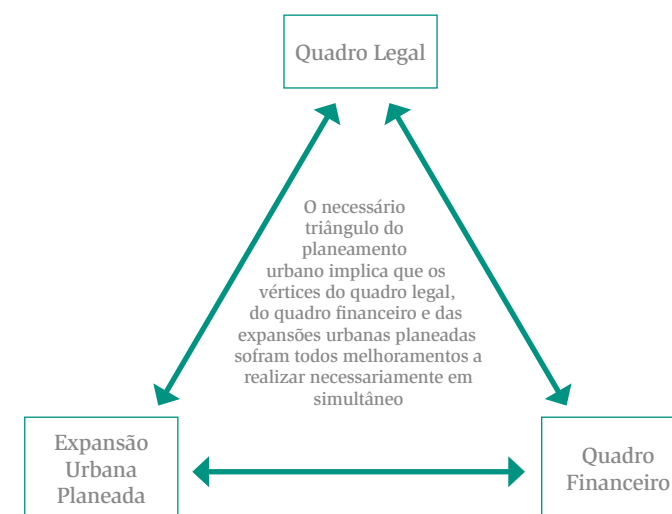 Quadro Legal
O necessário
triângulo do
planeamento
urbano implica que os
vértices do quadro legal,
do quadro financeiro e das
expansões urbanas planeadas
sofram todos melhoramentos a
realizar necessariamente em
simultâneo
Expansão
Urbana
Planeada
Quadro
Financeiro